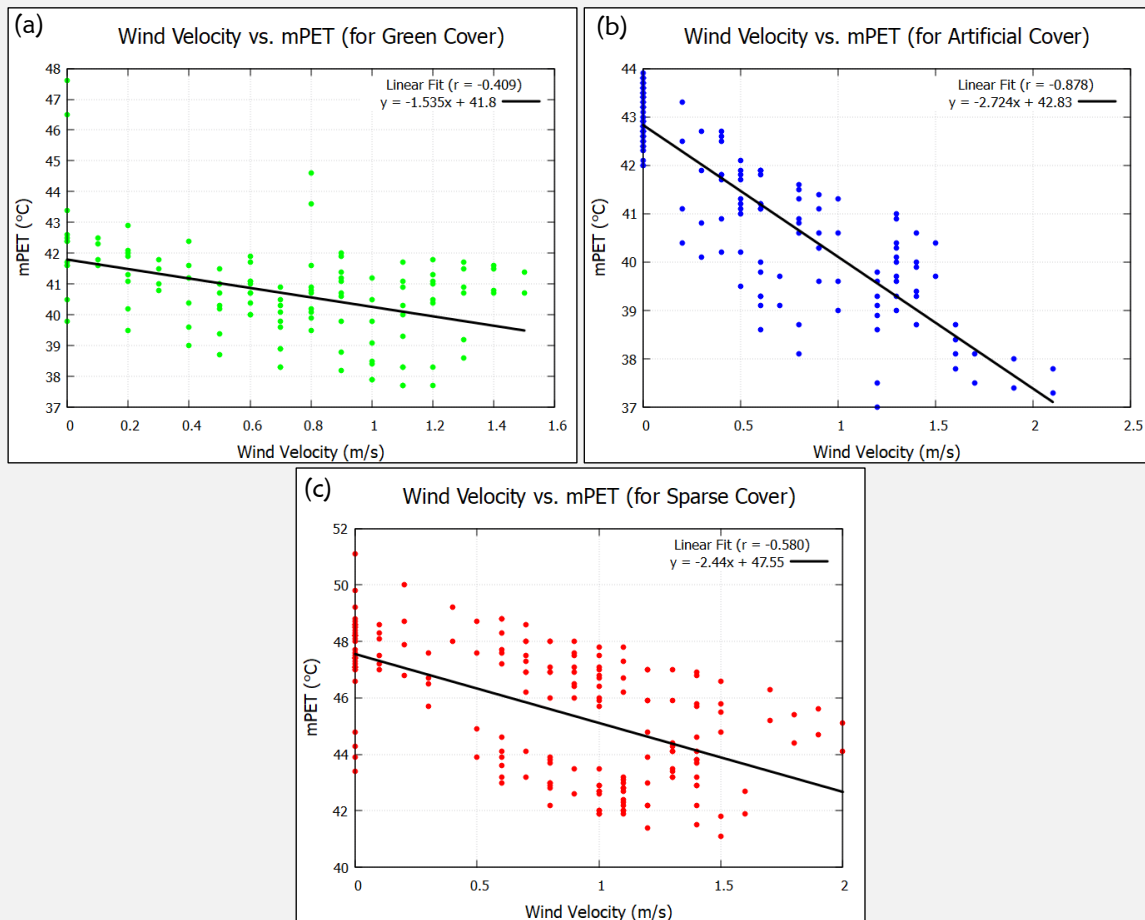 (a)
Wind Velocity vs. mPET (for Green Cover)
Linear Fit (r = -0.409)
y = -1.535x + 41.8
mPET (°C)
48
47
46
45
44
43
42
41
40
39
38
37
0 0.2 0.4 0.6 0.8 1.0 1.2 1.4 1.6
Wind Velocity (m/s)
(b)
Wind Velocity vs. mPET (for Artificial Cover)
Linear Fit (r = -0.878)
y = -2.724x + 42.83
mPET (°C)
44
43
42
41
40
39
38
37
0 0.5 1 1.5 2 2.5
Wind Velocity (m/s)
(c)
Wind Velocity vs. mPET (for Sparse Cover)
Linear Fit (r = -0.580)
y = -2.44x + 47.55
mPET (°C)
52
50
48
46
44
42
40
0 0.5 1 1.5 2
Wind Velocity (m/s)